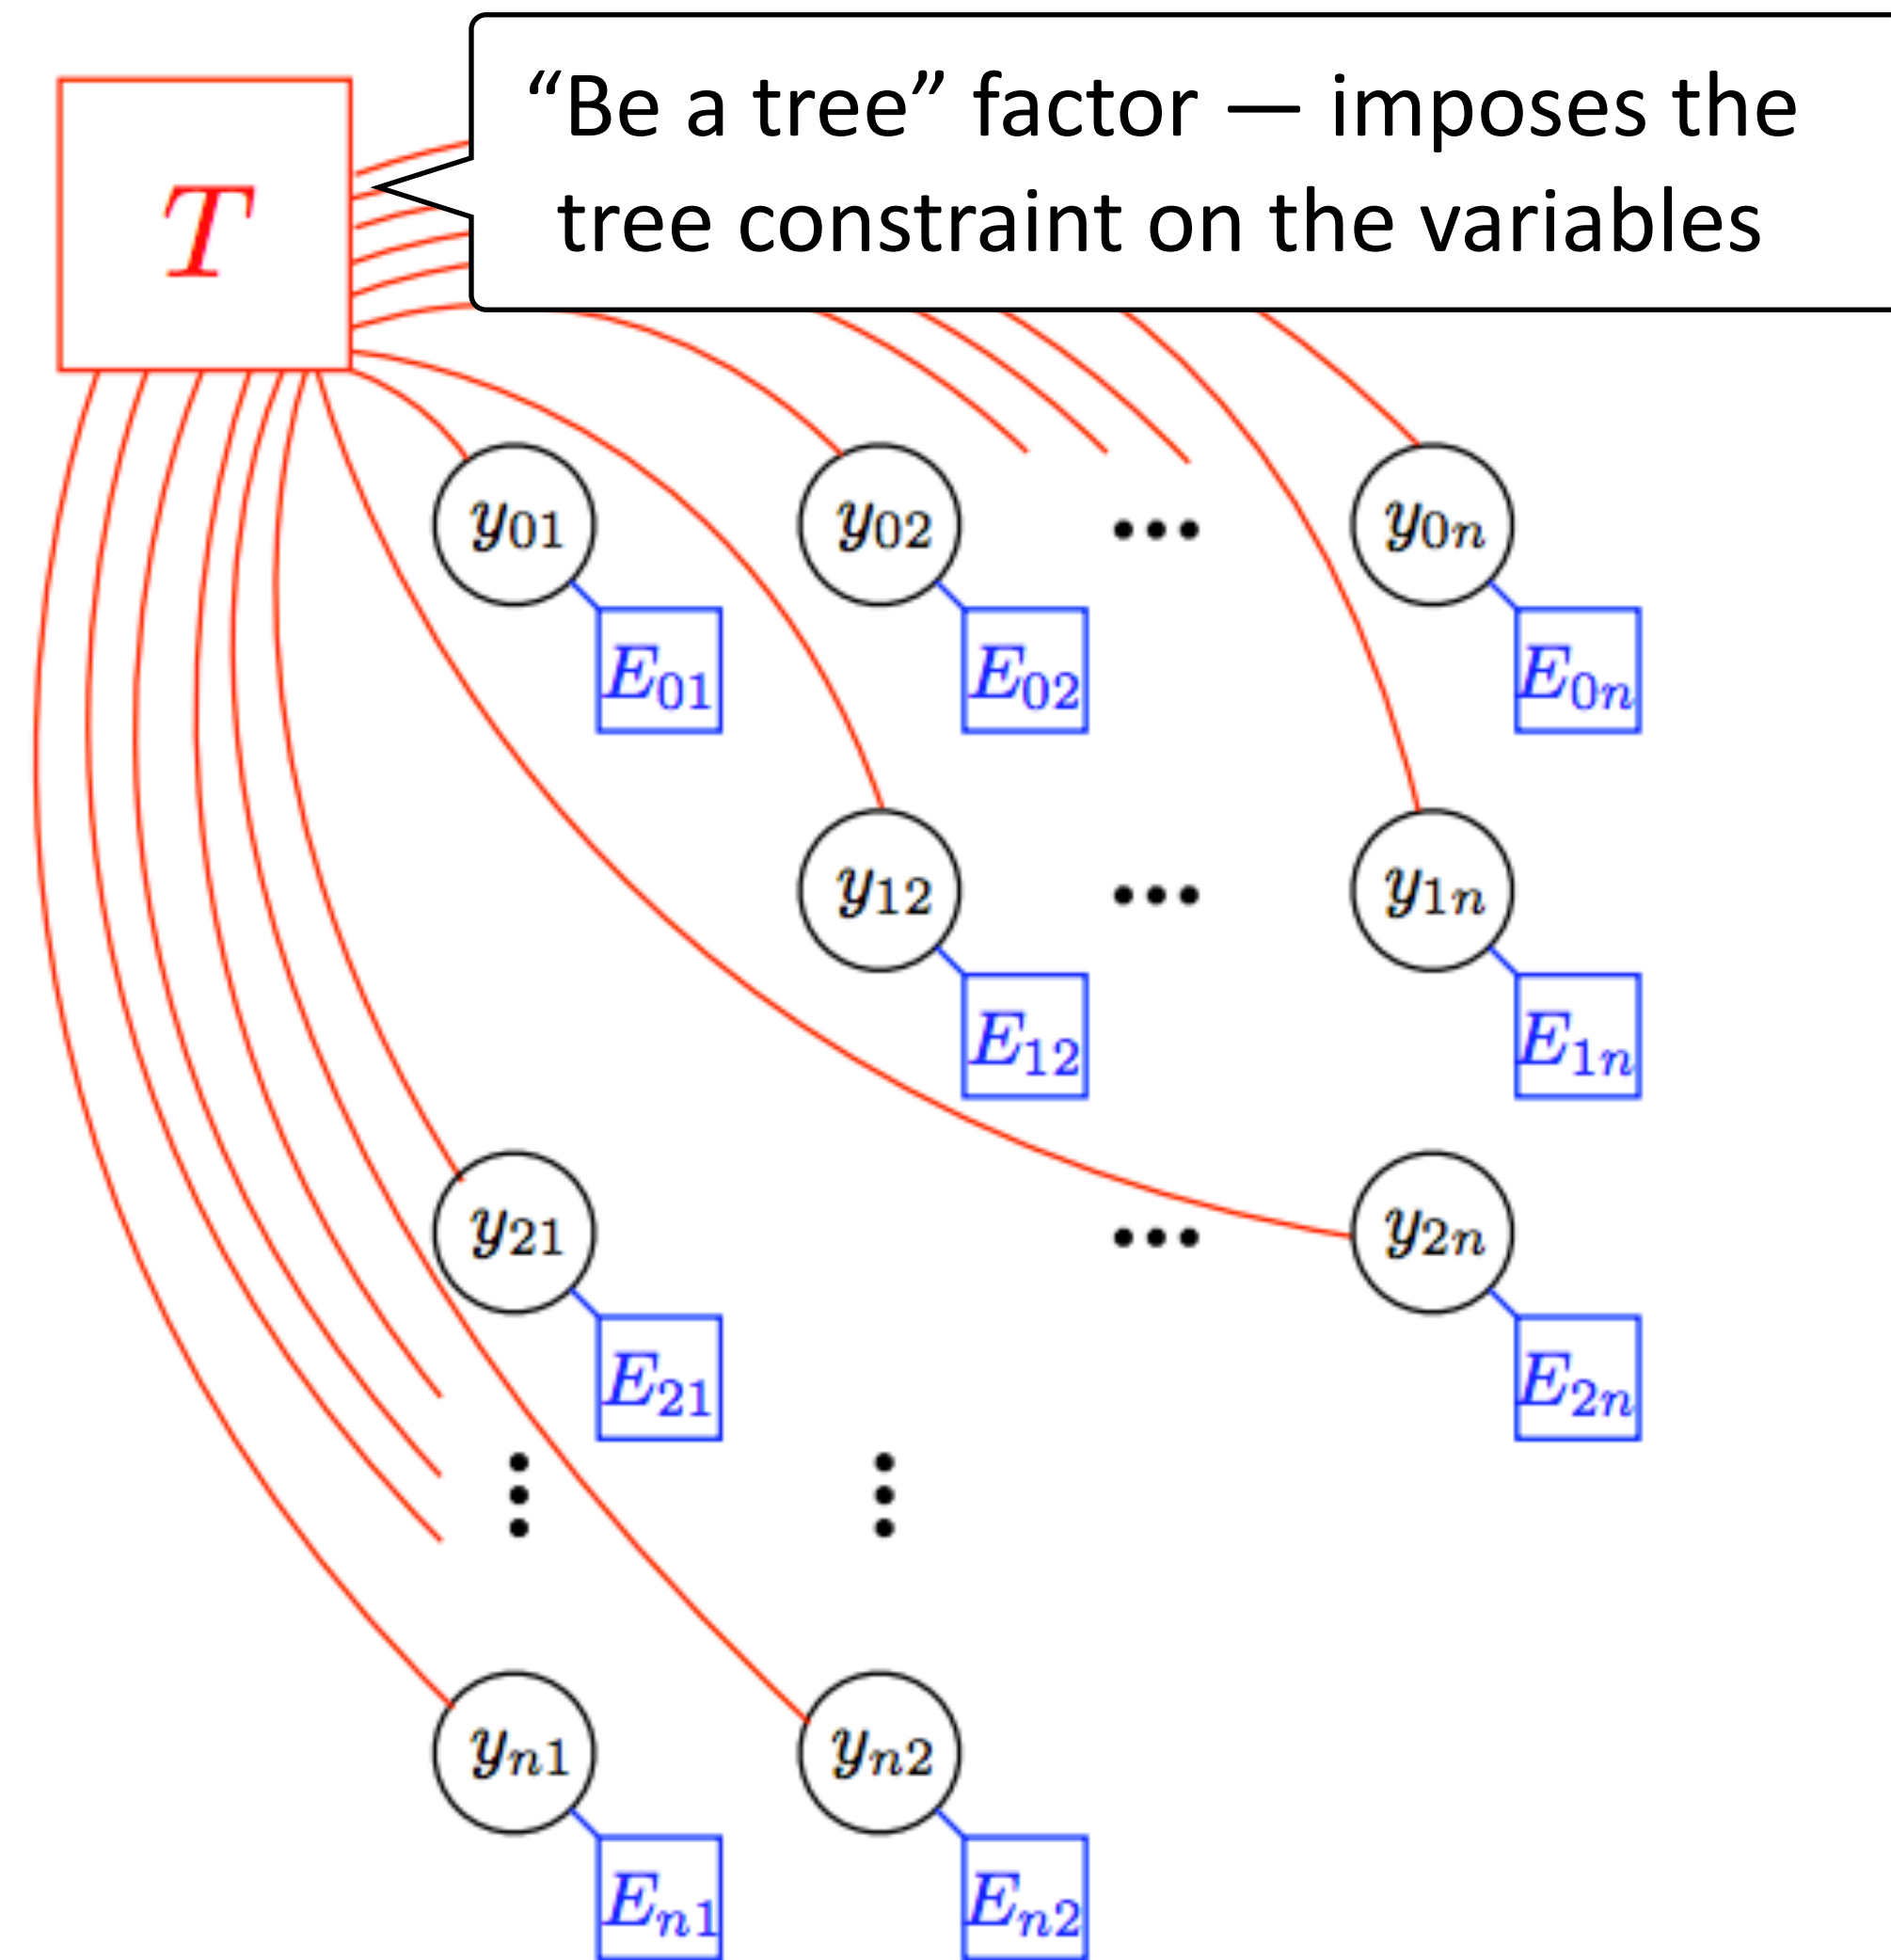 “Be a tree” factor — imposes the
tree constraint on the variables
T
y01 y02 ... y0n
E01 E02 E0n
y12 ... y1n
E12 E1n
y21 ... y2n
E21 E2n
yn1 yn2
En1 En2